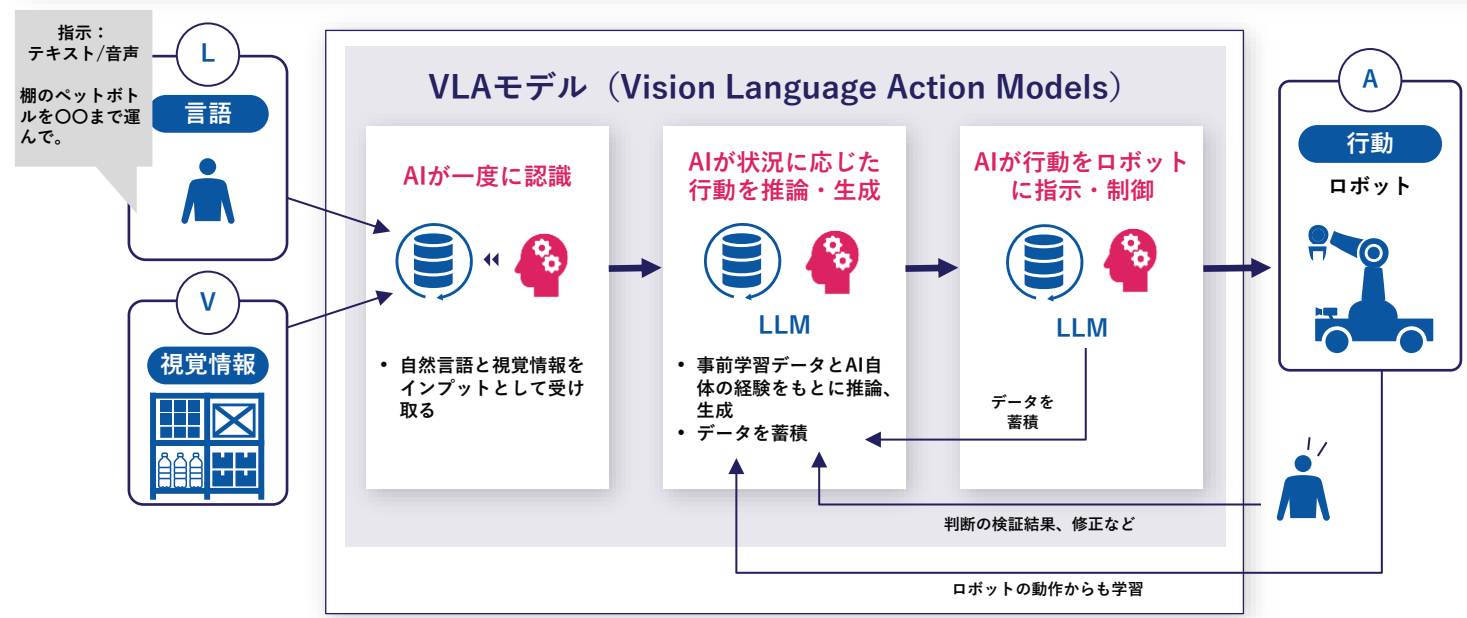 指示：
テキスト/音声
棚のペットボト
ルを〇〇まで運
んで。
L
言語
V
視覚情報
VLAモデル（Vision Language Action Models）
AIが一度に認識
• 自然言語と視覚情報を
インプットとして受け
取る
AIが状況に応じた
行動を推論・生成
LLM
• 事前学習データとAI自
体の経験をもとに推論、
生成
• データを蓄積
AIが行動をロボット
に指示・制御
LLM
データを
蓄積
A
行動
ロボット
判断の検証結果、修正など
ロボットの動作からも学習